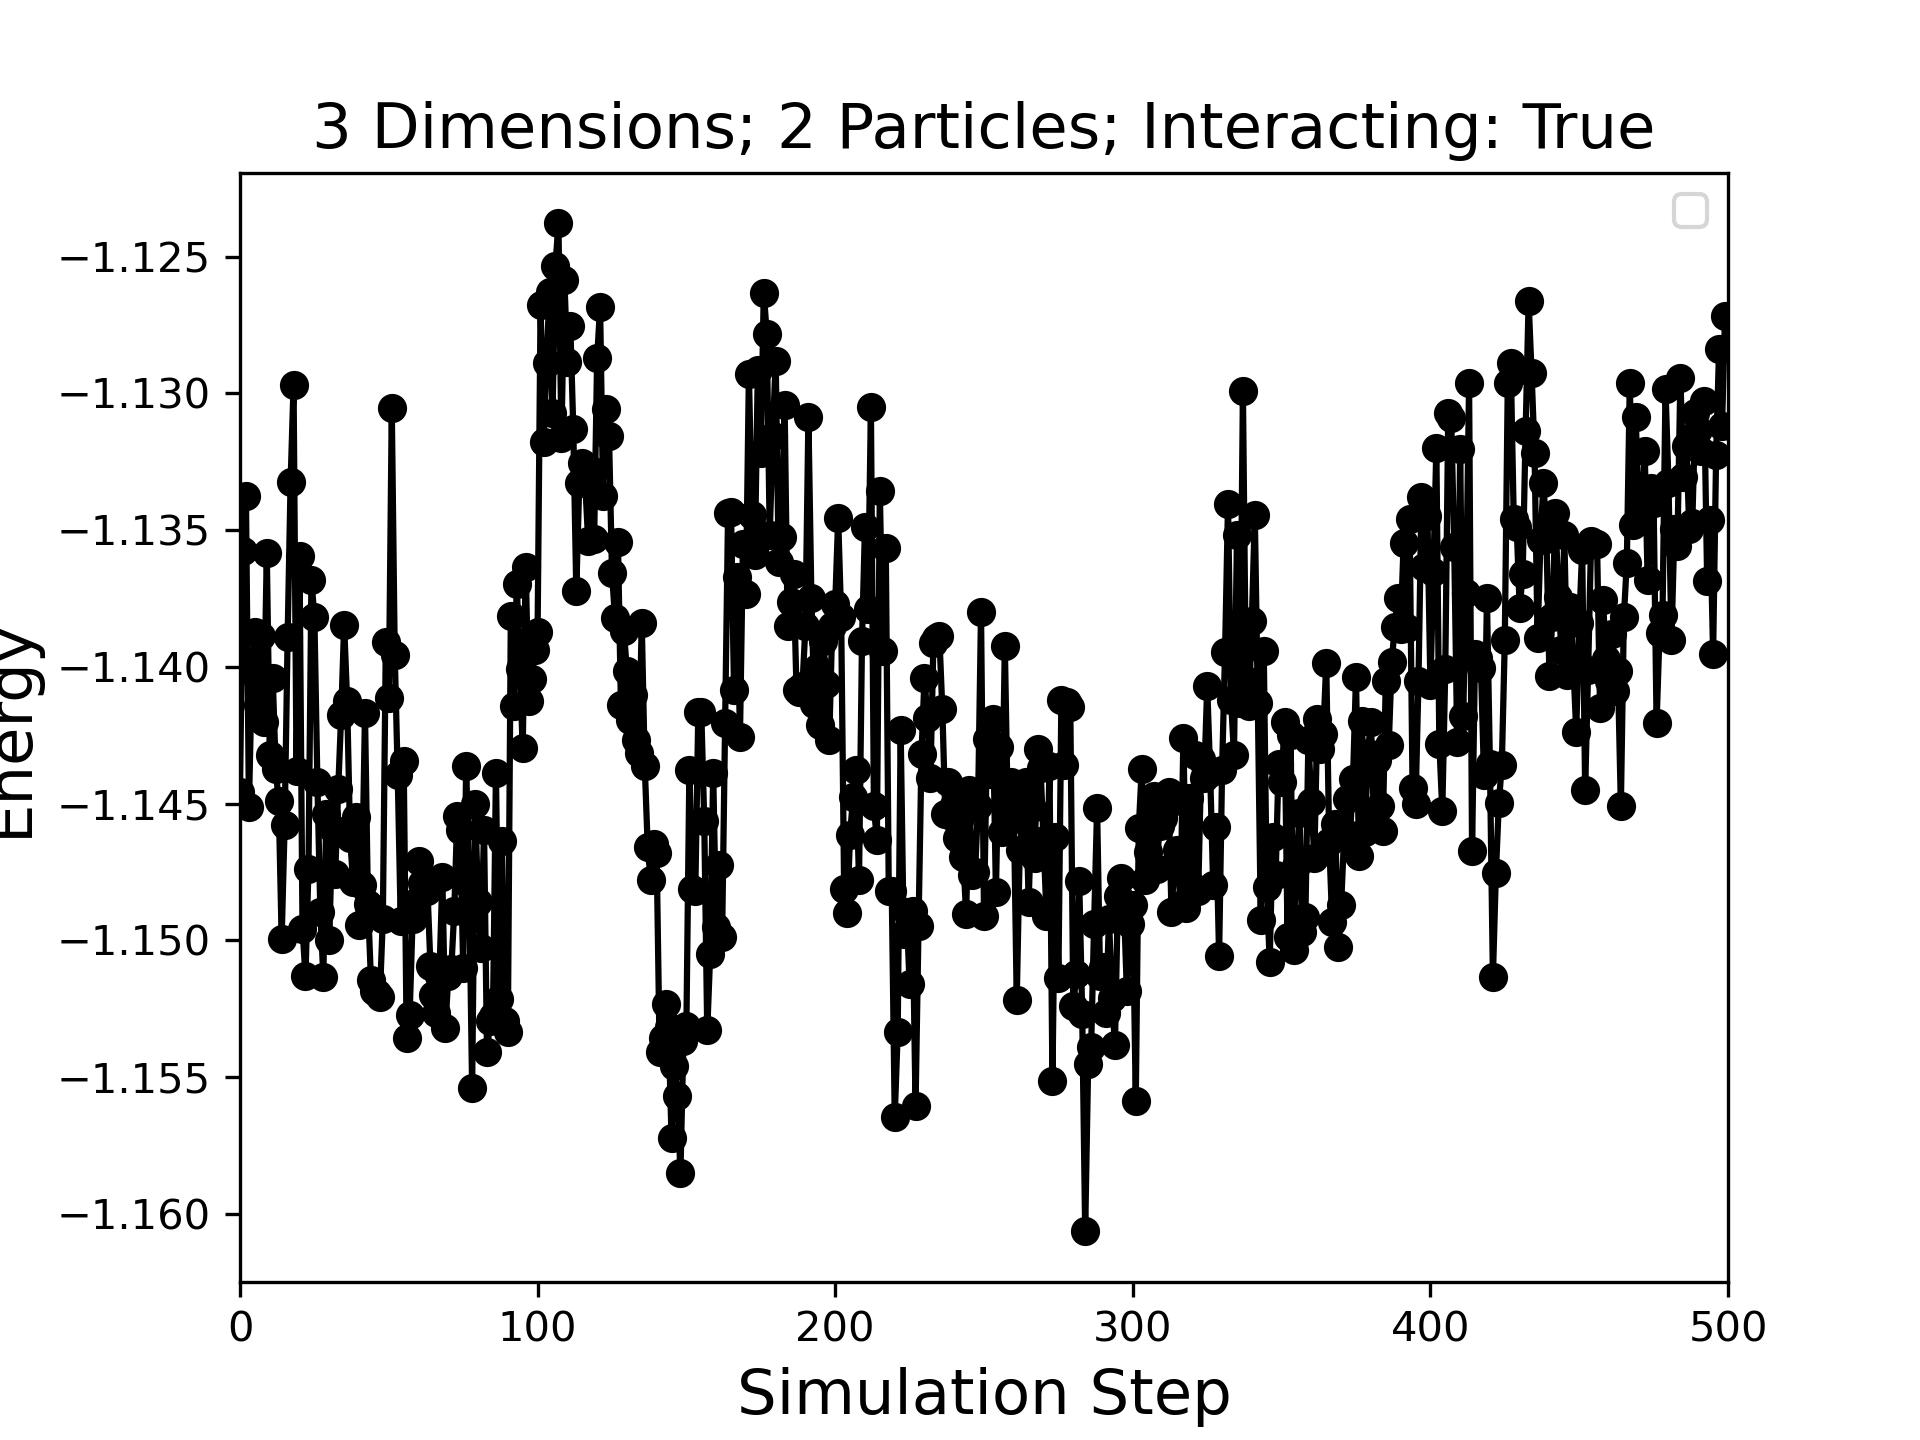 3 Dimensions; 2 Particles; Interacting: True
Energy
−1.125
−1.130
−1.135
−1.140
−1.145
−1.150
−1.155
−1.160
0 100 200 300 400 500
Simulation Step